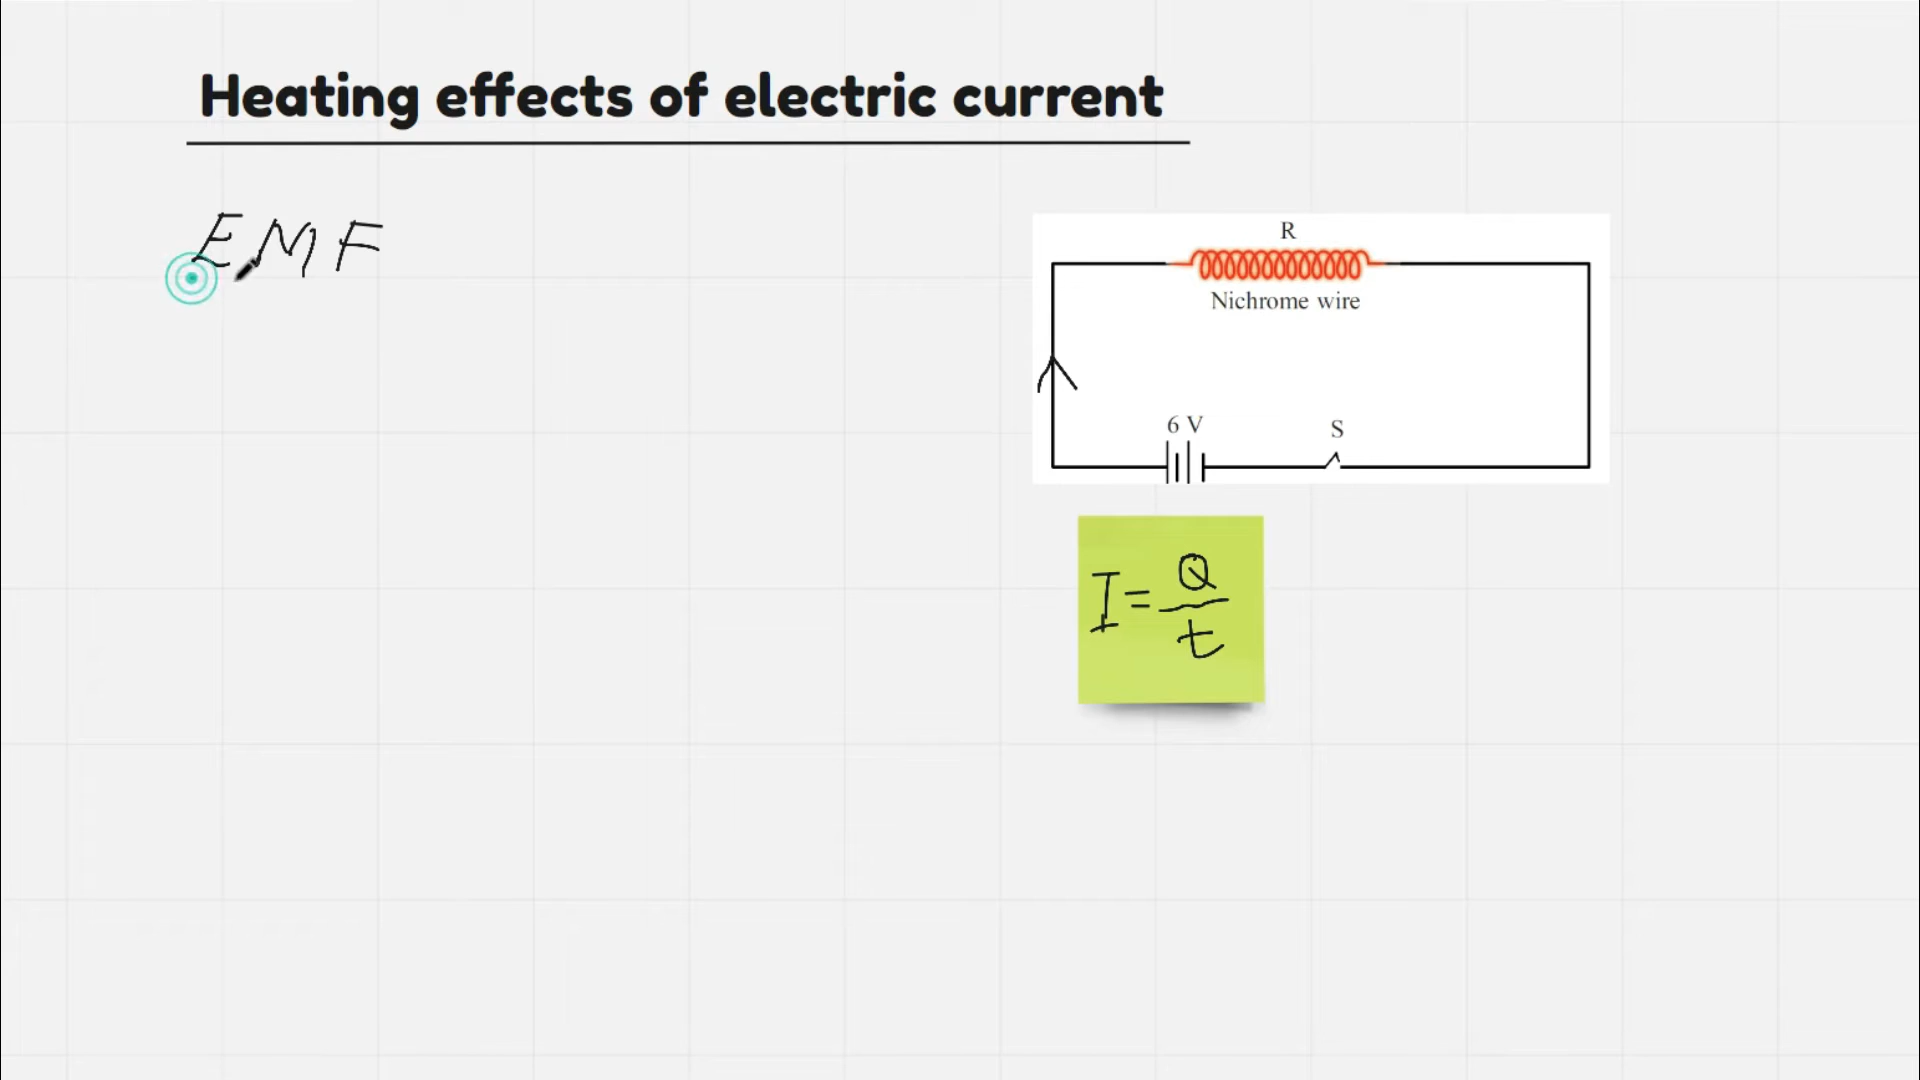 Heating effects of electric current
EMF
R
Nichrome wire
6 V
S
I = Q
t